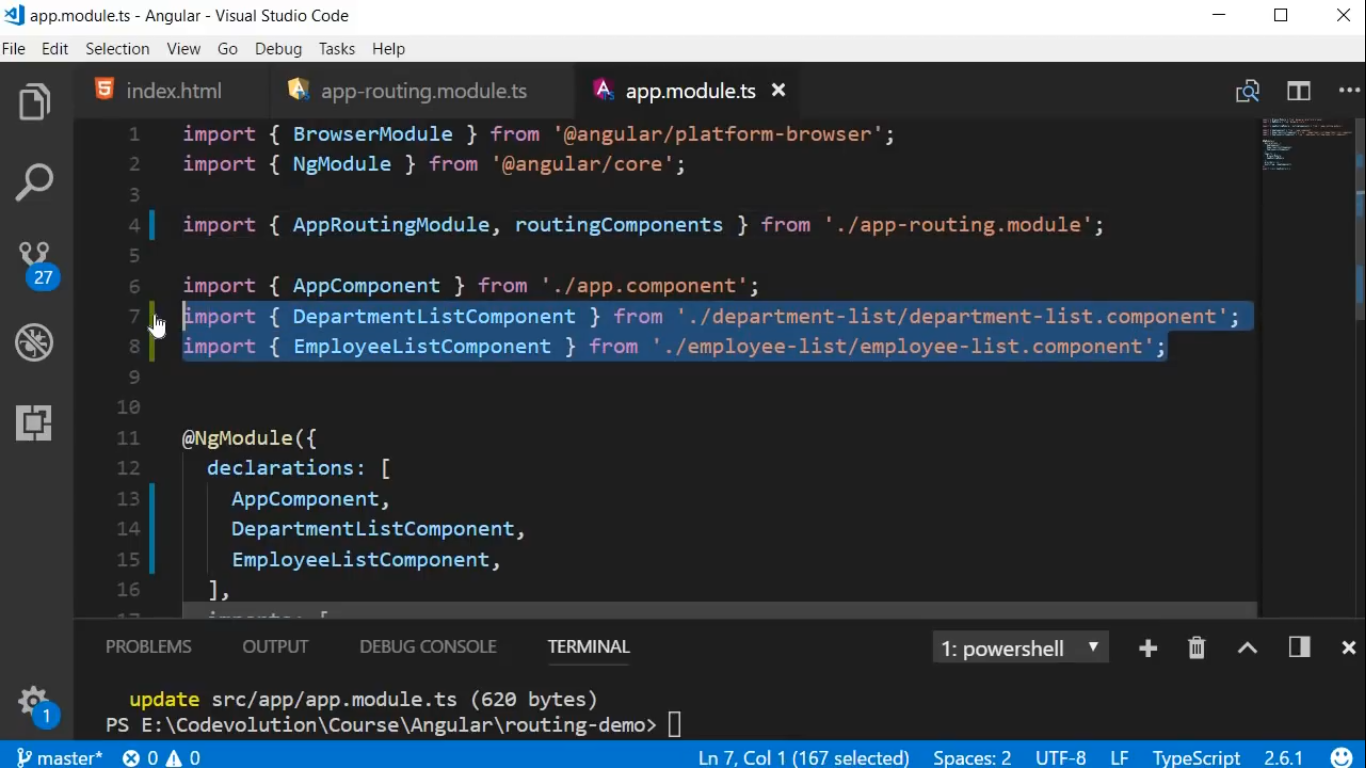 app.module.ts - Angular - Visual Studio Code
File Edit Selection View Go Debug Tasks Help
index.html app-routing.module.ts app.module.ts
1 import { BrowserModule } from '@angular/platform-browser';
2 import { NgModule } from '@angular/core';
3
4 import { AppRoutingModule, routingComponents } from './app-routing.module';
5
6 import { AppComponent } from './app.component';
7 import { DepartmentListComponent } from './department-list/department-list.component';
8 import { EmployeeListComponent } from './employee-list/employee-list.component';
9
10
11 @NgModule({
12 declarations: [
13 AppComponent,
14 DepartmentListComponent,
15 EmployeeListComponent,
16 ],
27
PROBLEMS OUTPUT DEBUG CONSOLE TERMINAL 1: powershell
update src/app/app.module.ts (620 bytes)
PS E:\Codevolution\Course\Angular\routing-demo>
1
master* 0 0 Ln 7, Col 1 (167 selected) Spaces: 2 UTF-8 LF TypeScript 2.6.1